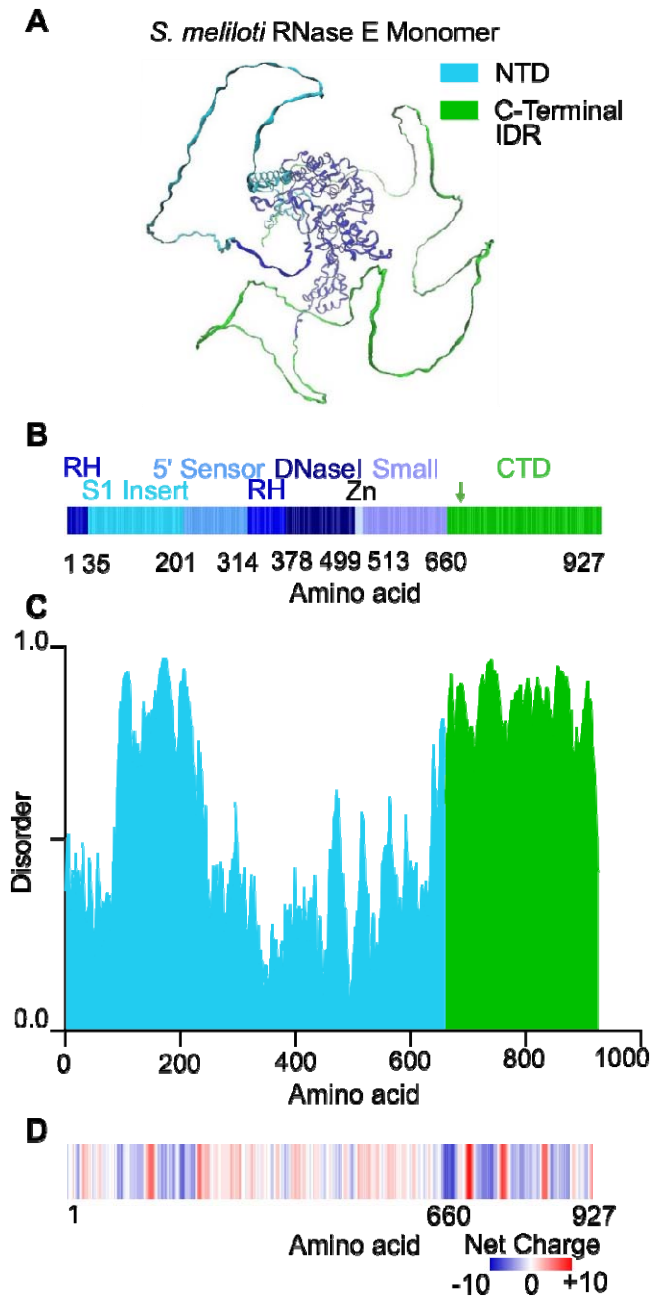 A
S. meliloti RNase E Monomer
NTD
C-Terminal
IDR
B
RH 5' Sensor DNaseI Small CTD
S1 Insert RH Zn
1 35 201 314 378 499 513 660 927
Amino acid
C
1.0
Disorder
0.0
0 200 400 600 800 1000
Amino acid
D
1 660 927
Amino acid
Net Charge
-10 0 +10